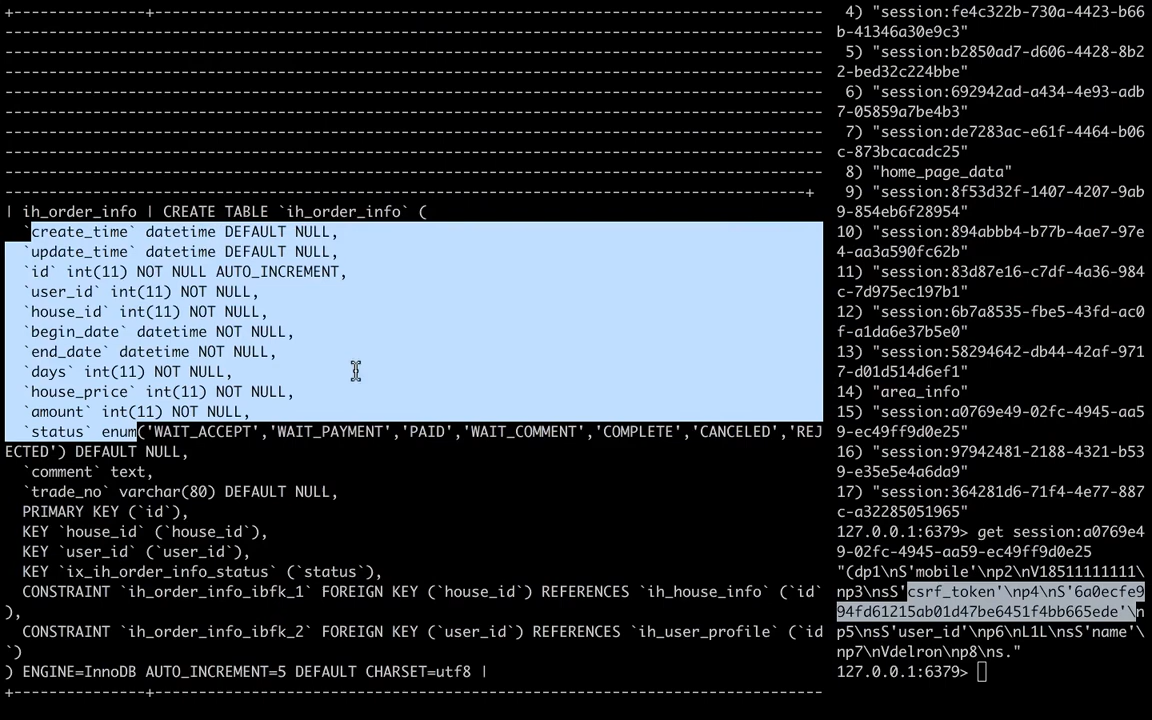 +---------------+------------------------------------------------------------------------------
-----------------------------------------------------------------------------------------------
-----------------------------------------------------------------------------------------------
-----------------------------------------------------------------------------------------------
-----------------------------------------------------------------------------------------------
-----------------------------------------------------------------------------------------------
-----------------------------------------------------------------------------------------------
-----------------------------------------------------------------------------------------------
-----------------------------------------------------------------------------------------------
---------------------------------------------------------------------------------------------+
| ih_order_info | CREATE TABLE `ih_order_info` (
  `create_time` datetime DEFAULT NULL,
  `update_time` datetime DEFAULT NULL,
  `id` int(11) NOT NULL AUTO_INCREMENT,
  `user_id` int(11) NOT NULL,
  `house_id` int(11) NOT NULL,
  `begin_date` datetime NOT NULL,
  `end_date` datetime NOT NULL,
  `days` int(11) NOT NULL,
  `house_price` int(11) NOT NULL,
  `amount` int(11) NOT NULL,
  `status` enum('WAIT_ACCEPT','WAIT_PAYMENT','PAID','WAIT_COMMENT','COMPLETE','CANCELED','REJ
ECTED') DEFAULT NULL,
  `comment` text,
  `trade_no` varchar(80) DEFAULT NULL,
  PRIMARY KEY (`id`),
  KEY `house_id` (`house_id`),
  KEY `user_id` (`user_id`),
  KEY `ix_ih_order_info_status` (`status`),
  CONSTRAINT `ih_order_info_ibfk_1` FOREIGN KEY (`house_id`) REFERENCES `ih_house_info` (`id`
),
  CONSTRAINT `ih_order_info_ibfk_2` FOREIGN KEY (`user_id`) REFERENCES `ih_user_profile` (`id
`)
) ENGINE=InnoDB AUTO_INCREMENT=5 DEFAULT CHARSET=utf8 |
+---------------+------------------------------------------------------------------------------
 4) "session:fe4c322b-730a-4423-b66
b-41346a30e9c3"
 5) "session:b2850ad7-d606-4428-8b2
2-bed32c224bbe"
 6) "session:692942ad-a434-4e93-adb
7-05859a7be4b3"
 7) "session:de7283ac-e61f-4464-b06
c-873bcacadc25"
 8) "home_page_data"
 9) "session:8f53d32f-1407-4207-9ab
9-854eb6f28954"
10) "session:894abbb4-b77b-4ae7-97e
4-aa3a590fc62b"
11) "session:83d87e16-c7df-4a36-984
c-7d975ec197b1"
12) "session:6b7a8535-fbe5-43fd-ac0
f-a1da6e37b5e0"
13) "session:58294642-db44-42af-971
7-d01d514d6ef1"
14) "area_info"
15) "session:a0769e49-02fc-4945-aa5
9-ec49ff9d0e25"
16) "session:97942481-2188-4321-b53
9-e35e5e4a6da9"
17) "session:364281d6-71f4-4e77-887
c-a32285051965"
127.0.0.1:6379> get session:a0769e4
9-02fc-4945-aa59-ec49ff9d0e25
"(dp1\nS'mobile'\np2\nV18511111111\
np3\nsS'csrf_token'\np4\nS'6a0ecfe9
94fd61215ab01d47be6451f4bb665ede'\n
p5\nsS'user_id'\np6\nL1L\nsS'name'\
np7\nVdelron\np8\ns."
127.0.0.1:6379>